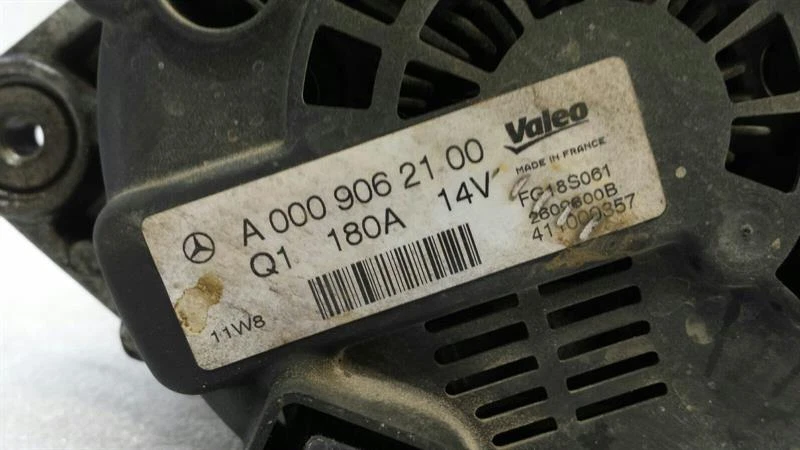 A 000 906 21 00
Q1 180A 14V
11W8
Valeo
MADE IN FRANCE
FG18S061
2609600B
411000357